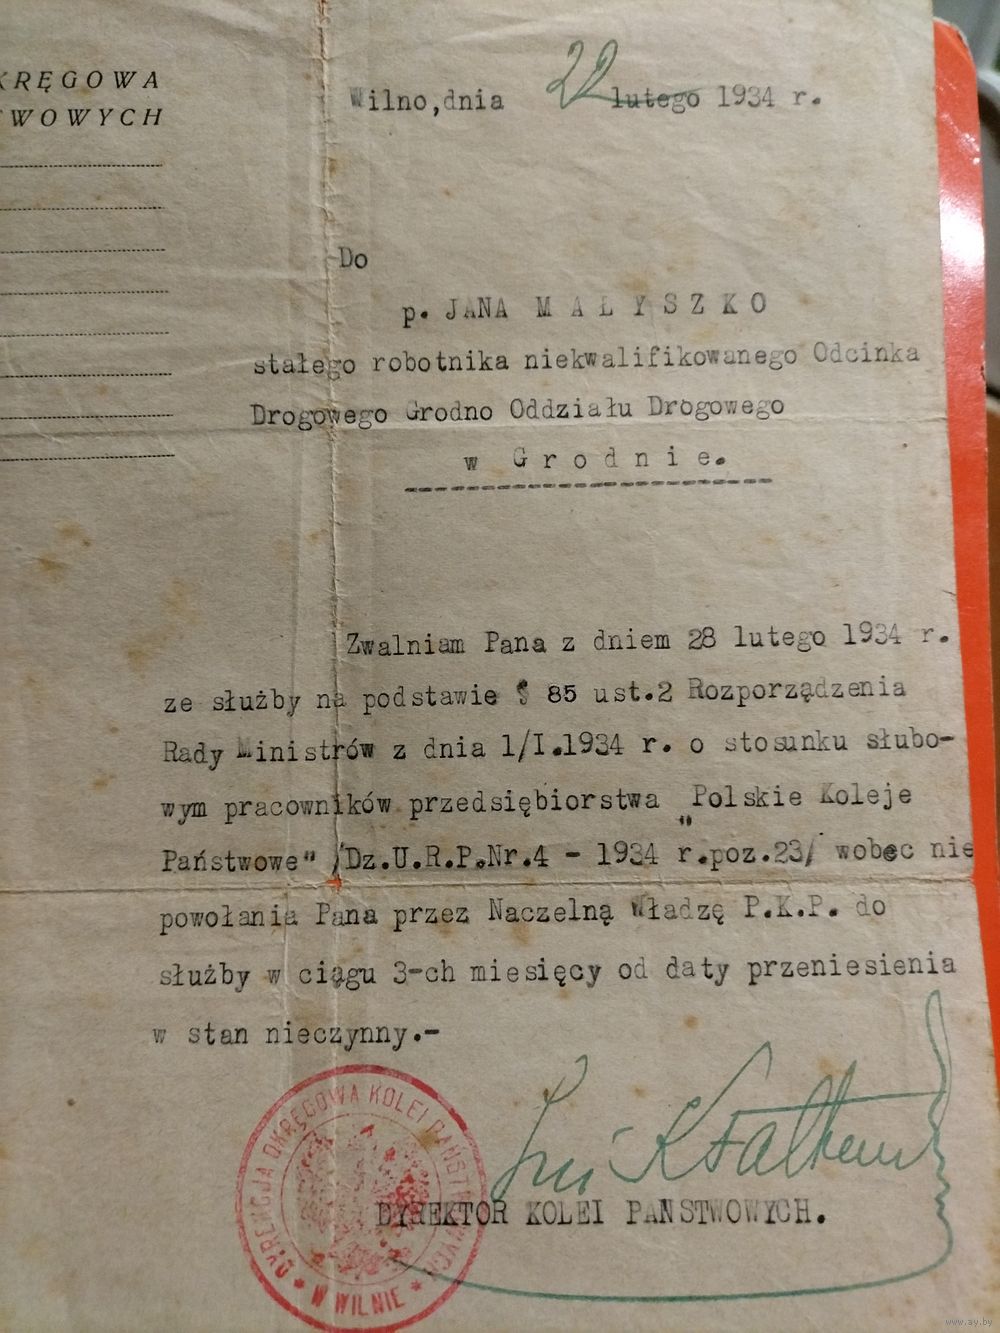 KRĘGOWA
TWOWYCH
Wilno,dnia 22 lutego 1934 r.
Do
p. JANA MAŁYSZKO
stałego robotnika niekwalifikowanego Odcinka
Drogowego Grodno Oddziału Drogowego
w Grodnie.
Zwalniam Pana z dniem 28 lutego 1934 r.
ze służby na podstawie § 85 ust.2 Rozporządzenia
Rady Ministrów z dnia 1/I.1934 r. o stosunku słubo-
wym pracowników przedsiębiorstwa "Polskie Koleje
Państwowe" /Dz.U.R.P.Nr.4 - 1934 r.poz.23/ wobec nie
powołania Pana przez Naczelną Władzę P.K.P. do
służby w ciągu 3-ch miesięcy od daty przeniesienia
w stan nieczynny.-
DYREKTOR KOLEI PAŃSTWOWYCH.
DYREKCJA OKRĘGOWA KOLEI PAŃSTWOWYCH
* W WILNIE *
www.ay.by